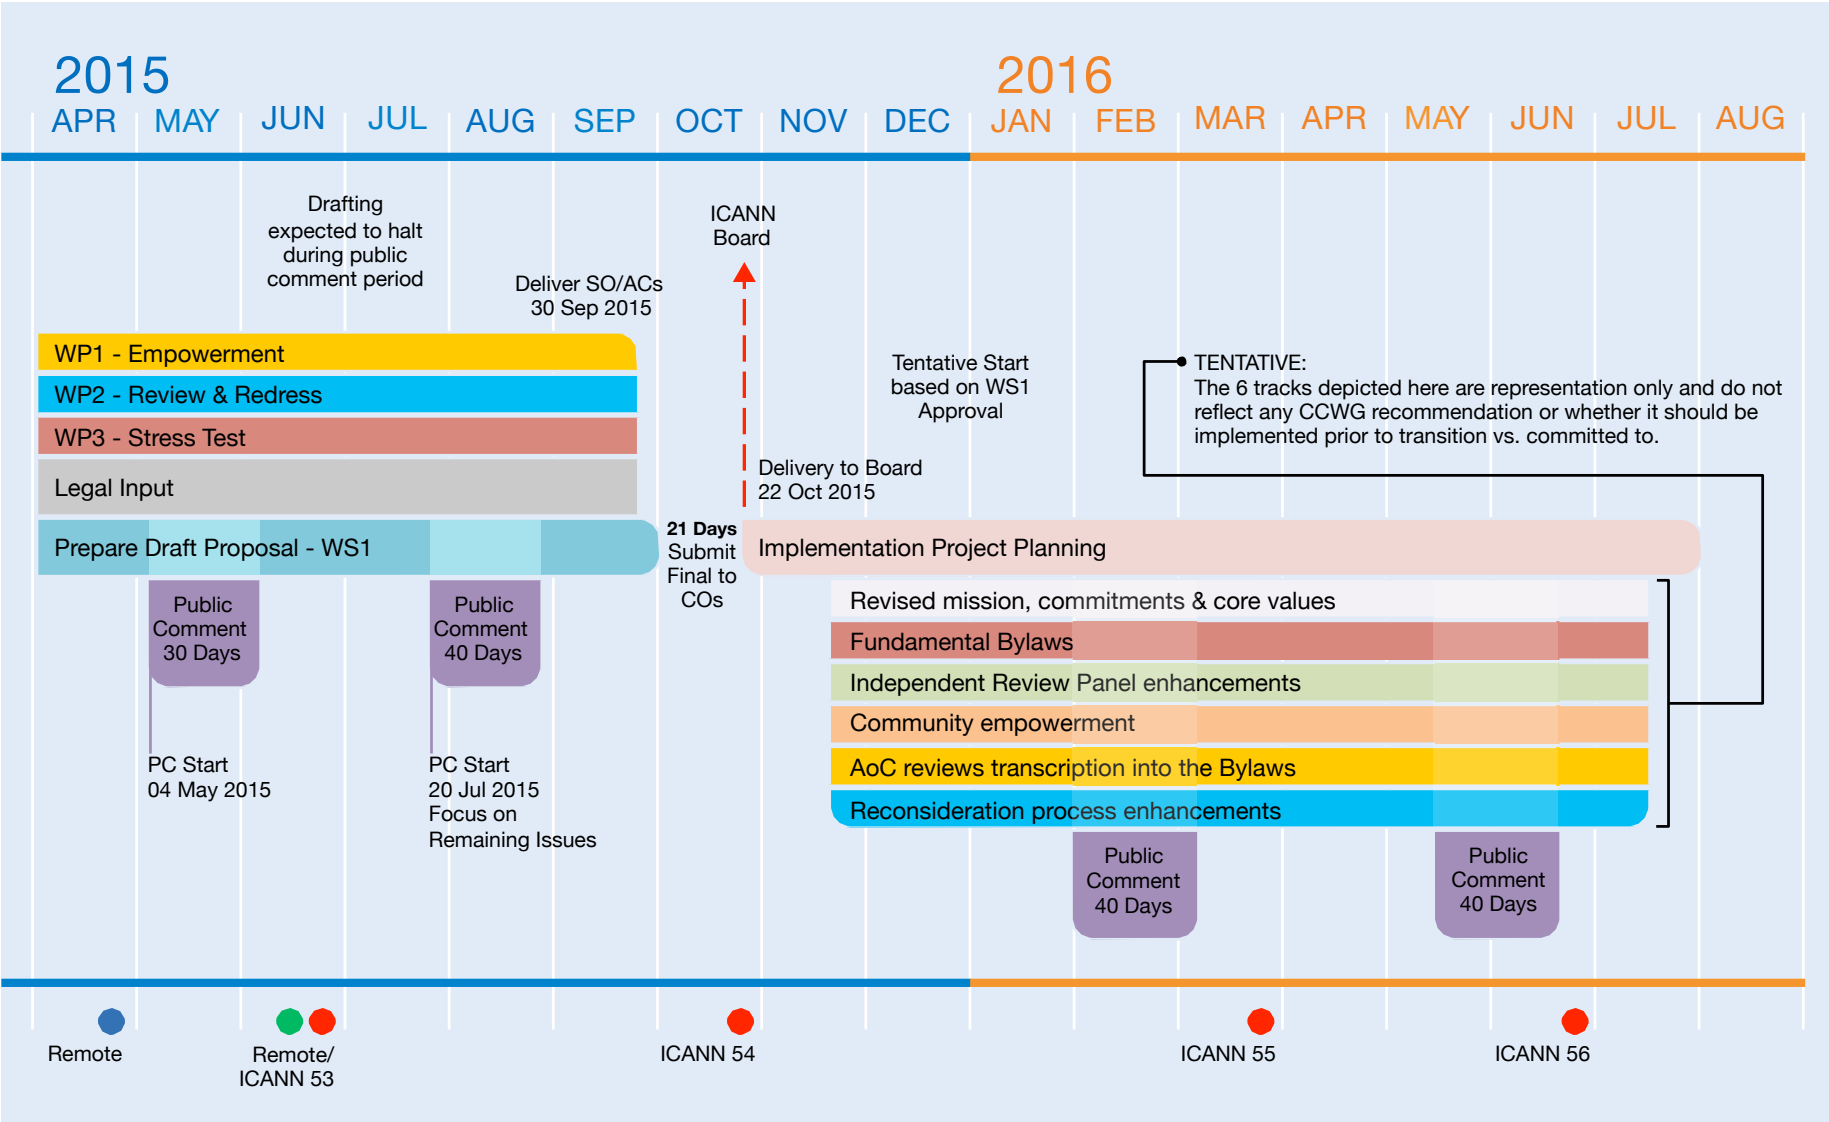 2015
2016
APR MAY JUN JUL AUG SEP OCT NOV DEC JAN FEB MAR APR MAY JUN JUL AUG
Drafting
expected to halt
during public
comment period
Deliver SO/ACs
30 Sep 2015
ICANN
Board
WP1 - Empowerment
WP2 - Review & Redress
WP3 - Stress Test
Legal Input
Prepare Draft Proposal - WS1
Tentative Start
based on WS1
Approval
TENTATIVE:
The 6 tracks depicted here are representation only and do not
reflect any CCWG recommendation or whether it should be
implemented prior to transition vs. committed to.
Delivery to Board
22 Oct 2015
21 Days
Submit
Final to
COs
Implementation Project Planning
Public
Comment
30 Days
Public
Comment
40 Days
Revised mission, commitments & core values
Fundamental Bylaws
Independent Review Panel enhancements
Community empowerment
AoC reviews transcription into the Bylaws
Reconsideration process enhancements
PC Start
04 May 2015
PC Start
20 Jul 2015
Focus on
Remaining Issues
Public
Comment
40 Days
Public
Comment
40 Days
Remote
Remote/
ICANN 53
ICANN 54
ICANN 55
ICANN 56